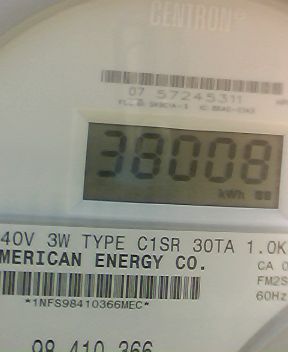 CENTRON
07 57245311
38008
kWh
40V 3W TYPE C1SR 30TA 1.0K
MERICAN ENERGY CO.
CA 0
FM2S
60Hz
*1NFS98410366MEC*
98 410 366